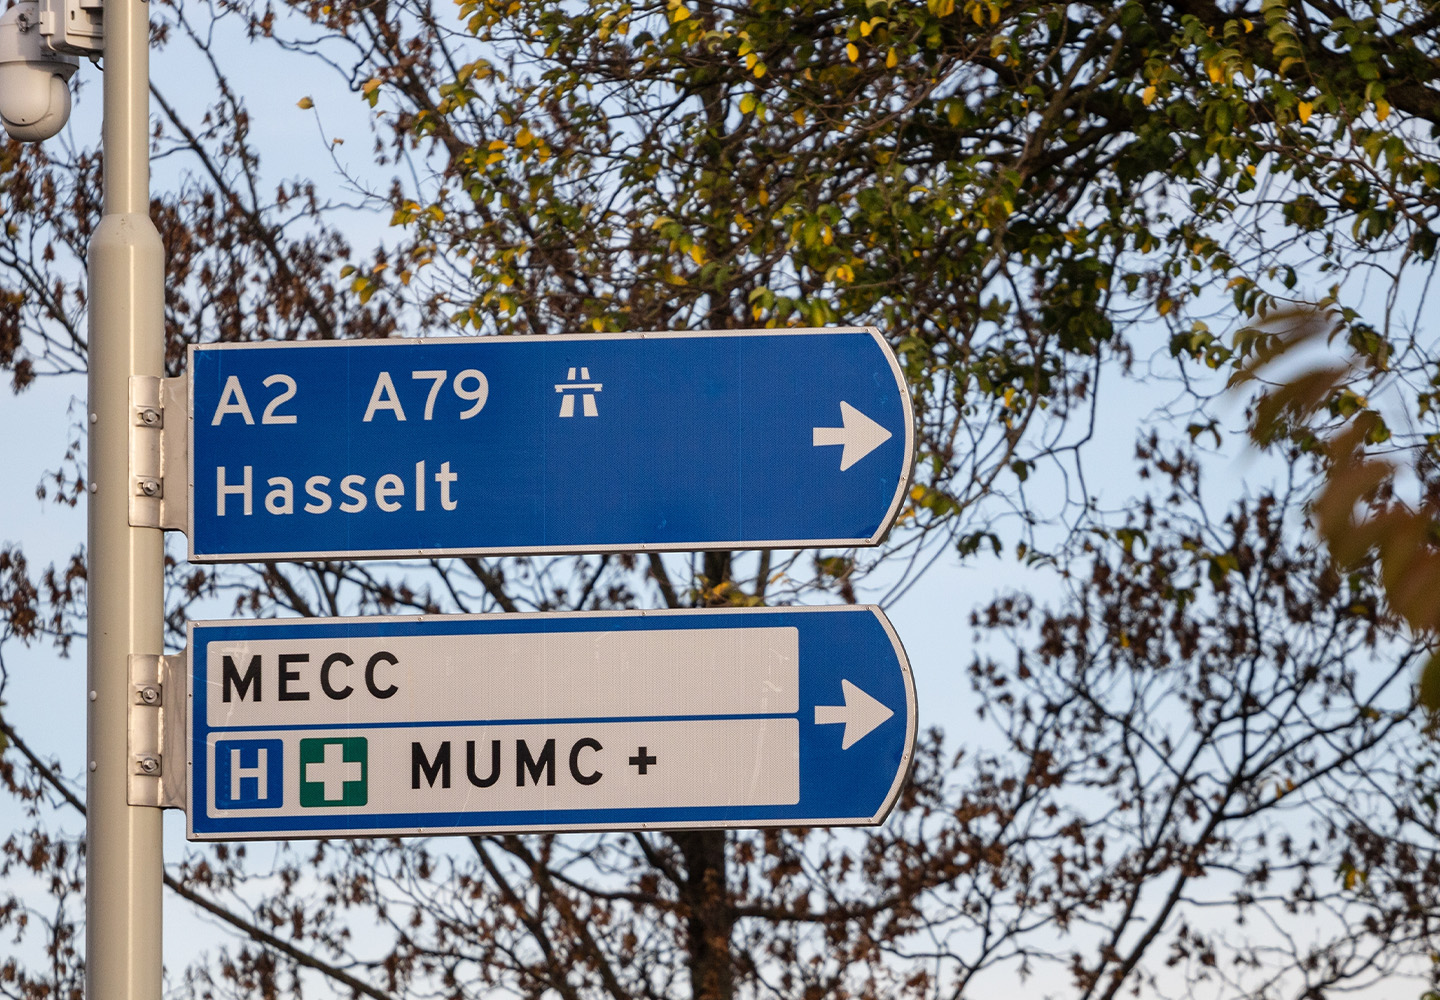 A2 A79
Hasselt
MECC
H MUMC +